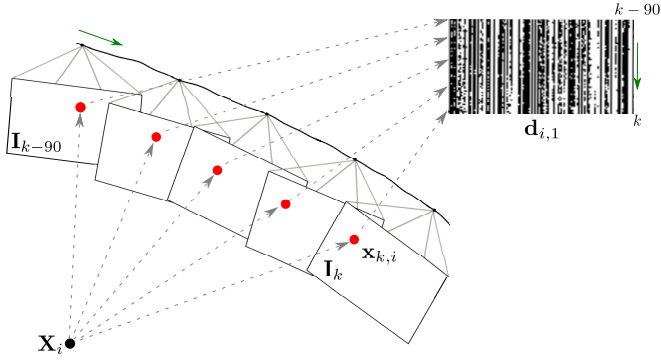 k − 90
I_{k−90}
k
d_{i,1}
x_{k,i}
I_k
X_i